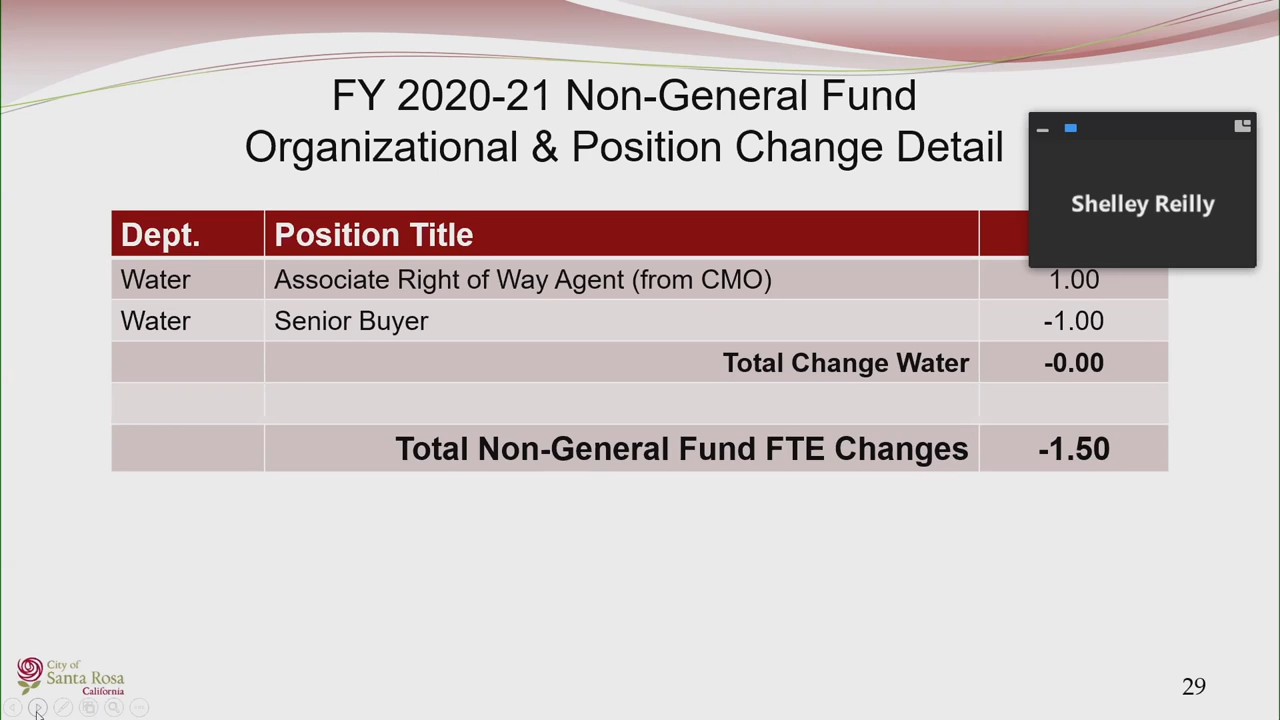 FY 2020-21 Non-General Fund
Organizational & Position Change Detail
Shelley Reilly
Dept. Position Title
Water Associate Right of Way Agent (from CMO) 1.00
Water Senior Buyer -1.00
Total Change Water -0.00
Total Non-General Fund FTE Changes -1.50
City of
Santa Rosa
California
29